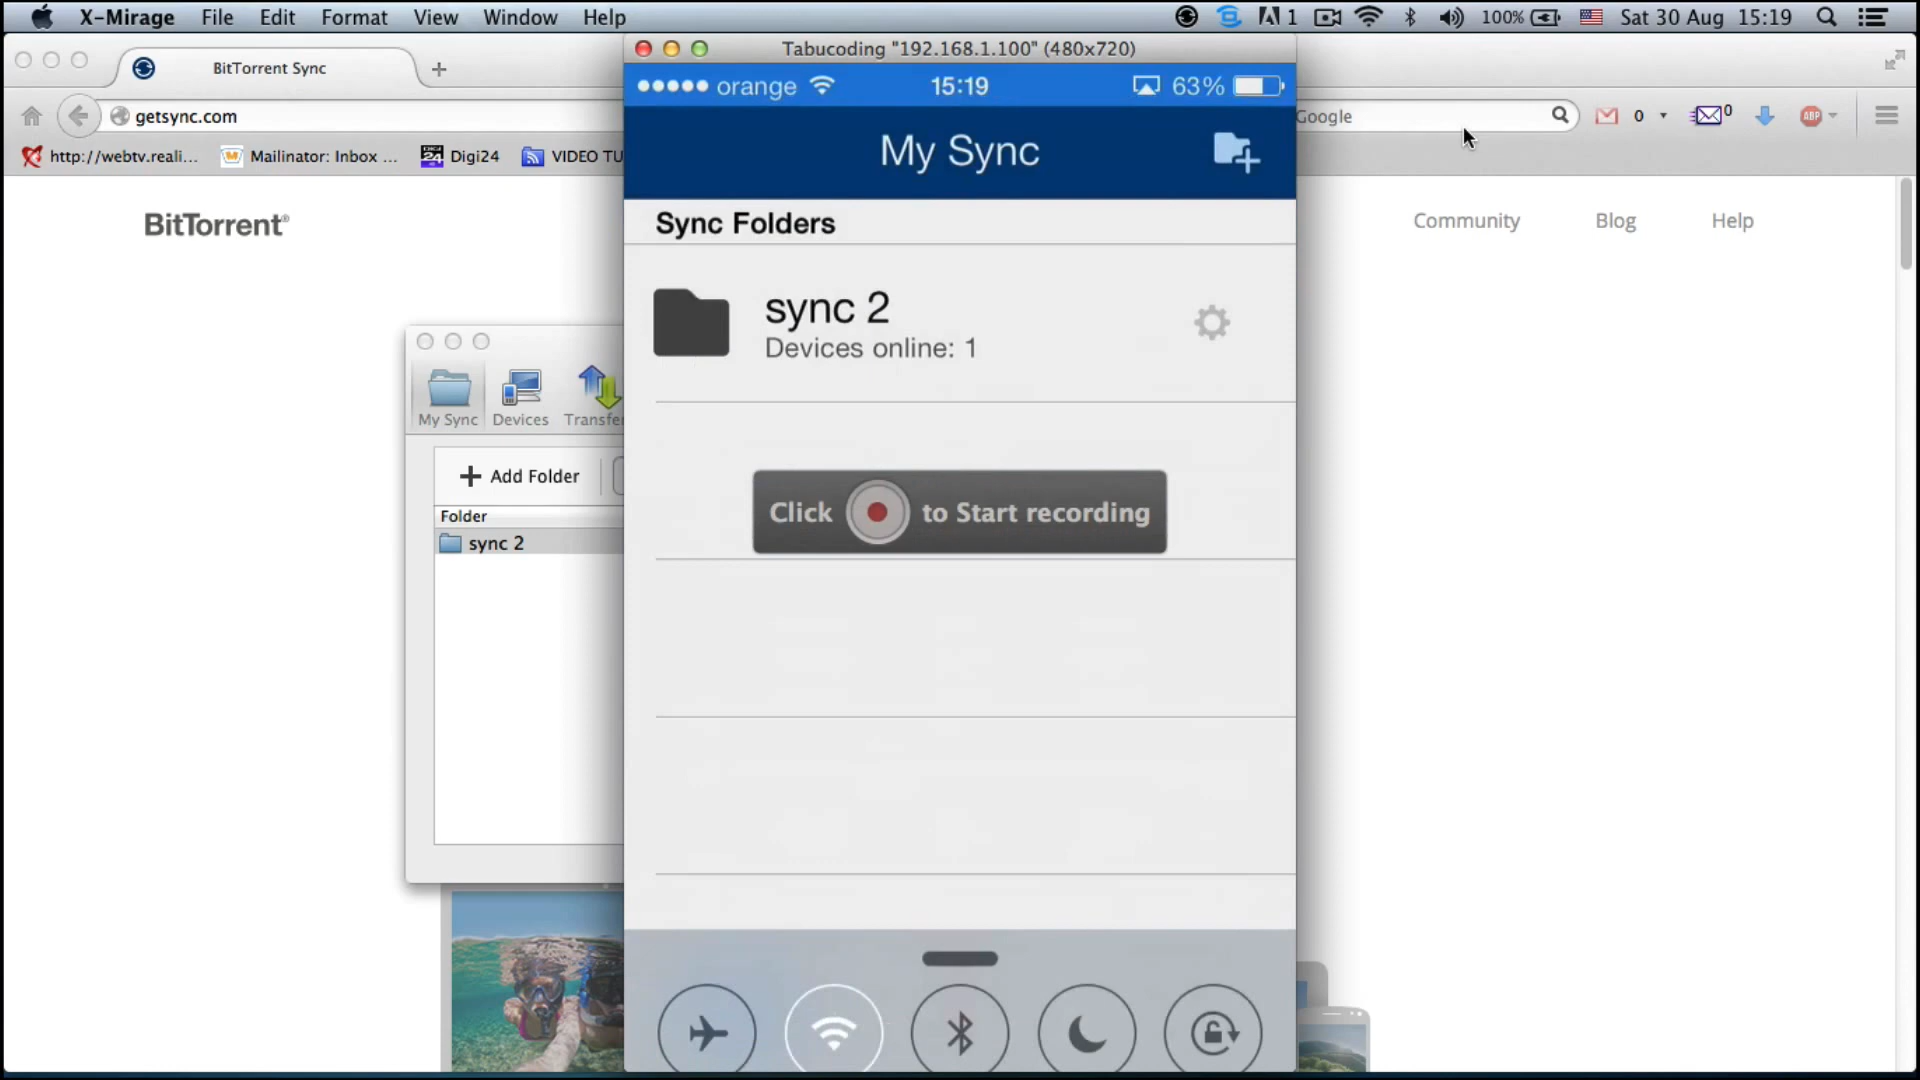 X-Mirage File Edit Format View Window Help
1 100% Sat 30 Aug 15:19
BitTorrent Sync
Tabucoding "192.168.1.100" (480x720)
orange 15:19 63%
getsync.com
Google
0
0
ABP
http://webtv.reali... Mailinator: Inbox ... Digi24 VIDEO TU
My Sync
BitTorrent®
Community Blog Help
Sync Folders
sync 2
Devices online: 1
My Sync Devices Transfer
Add Folder
Click to Start recording
Folder
sync 2